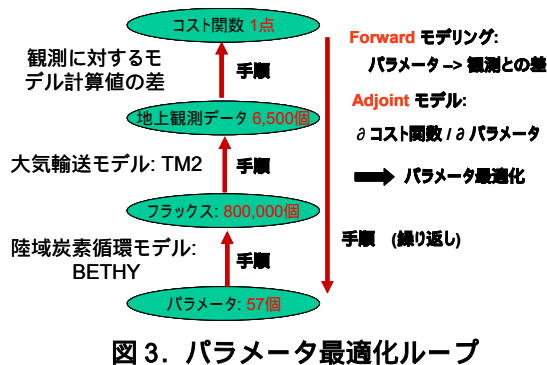 コスト関数 1点
観測に対するモ
デル計算値の差
手順
地上観測データ 6,500個
大気輸送モデル: TM2
手順
フラックス: 800,000個
陸域炭素循環モデル:
BETHY
手順
パラメータ: 57個
Forward モデリング:
パラメータ –> 観測との差
Adjoint モデル:
∂ コスト関数 / ∂ パラメータ
パラメータ最適化
手順 (繰り返し)
図 3. パラメータ最適化ループ